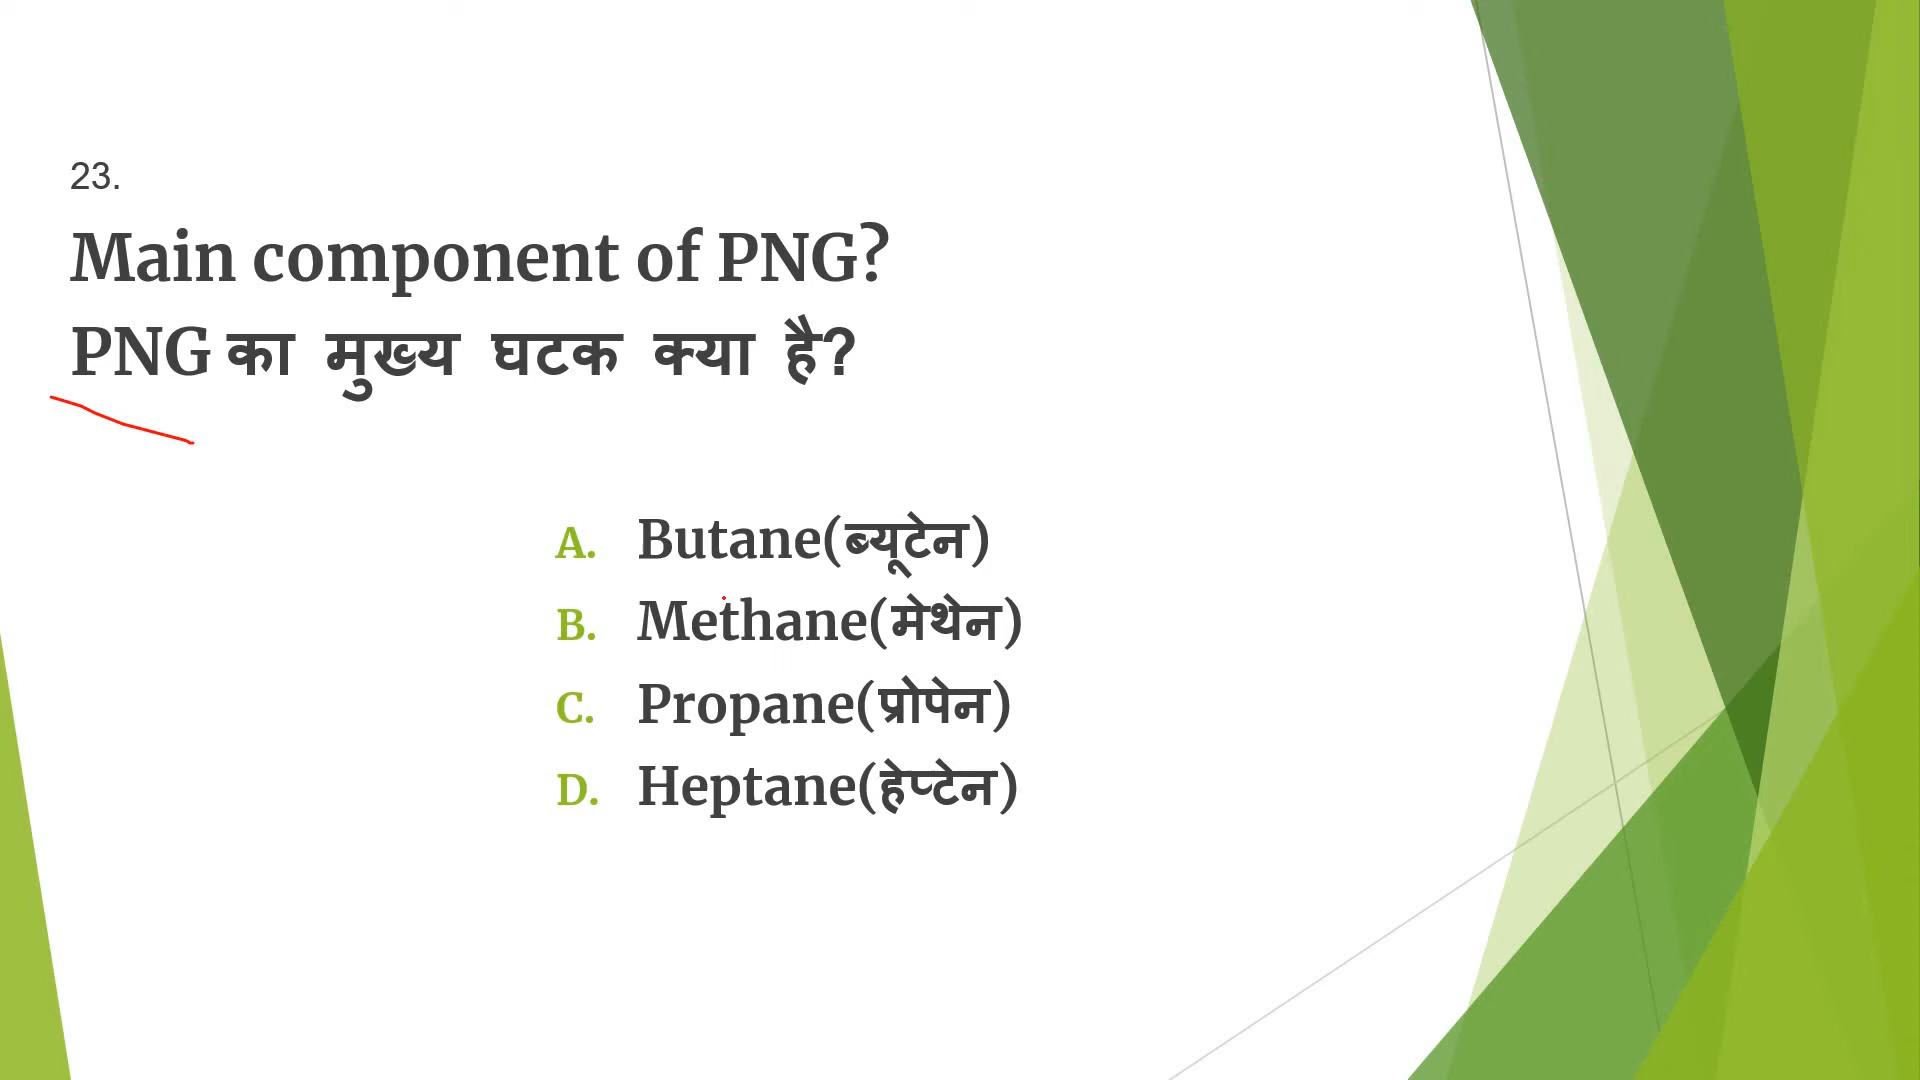 23.
Main component of PNG?
PNG का मुख्य घटक क्या है?
A. Butane(ब्यूटेन)
B. Methane(मेथेन)
C. Propane(प्रोपेन)
D. Heptane(हेप्टेन)